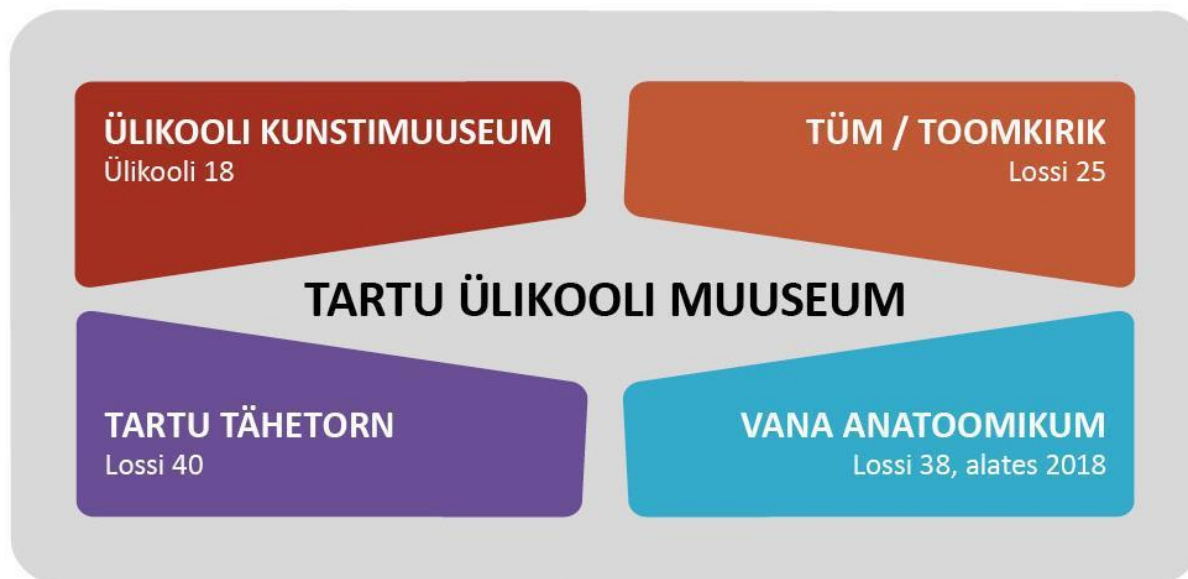 ÜLIKOOLI KUNSTIMUUSEUM
Ülikooli 18
TÜM / TOOMKIRIK
Lossi 25
TARTU ÜLIKOOLI MUUSEUM
TARTU TÄHETORN
Lossi 40
VANA ANATOOMIKUM
Lossi 38, alates 2018